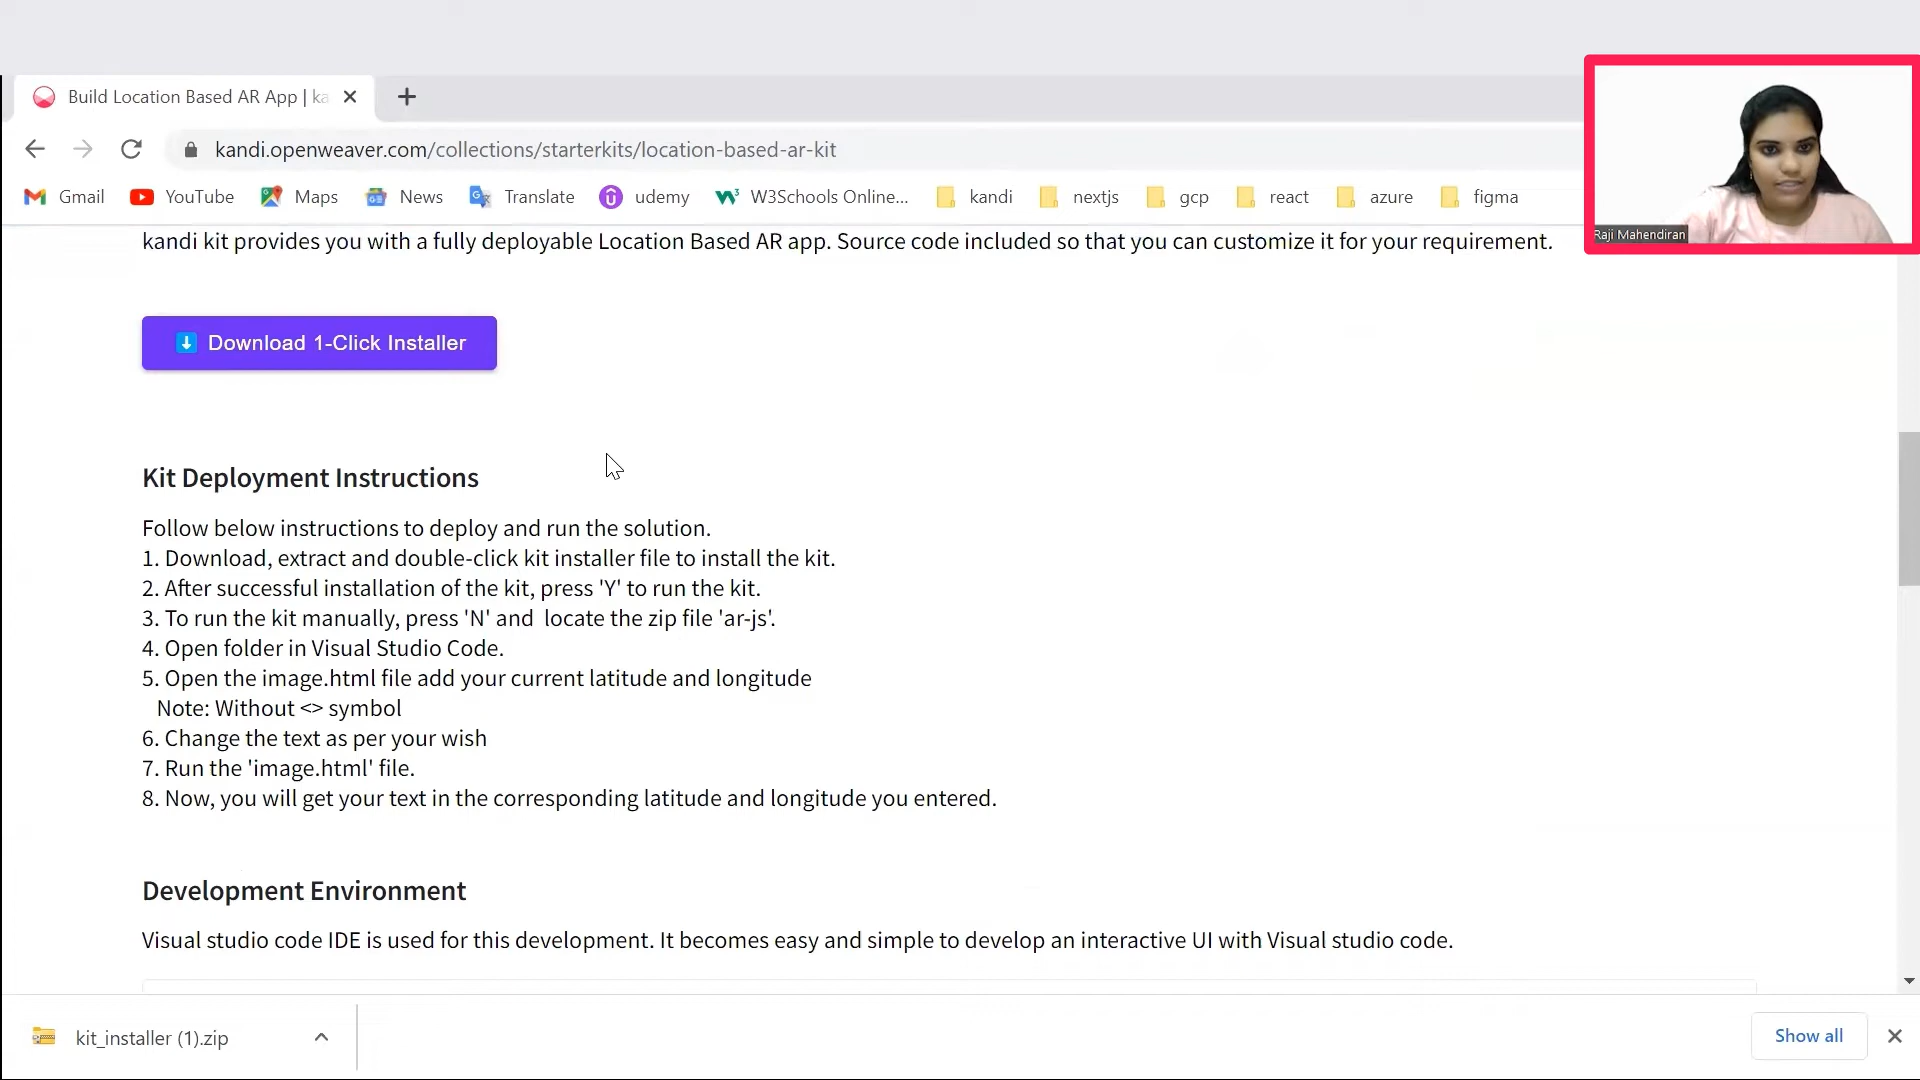 Build Location Based AR App | ka
kandi.openweaver.com/collections/starterkits/location-based-ar-kit
Gmail YouTube Maps News Translate udemy W3Schools Online... kandi nextjs gcp react azure figma
Raji Mahendiran
kandi kit provides you with a fully deployable Location Based AR app. Source code included so that you can customize it for your requirement.
Download 1-Click Installer
Kit Deployment Instructions
Follow below instructions to deploy and run the solution.
1. Download, extract and double-click kit installer file to install the kit.
2. After successful installation of the kit, press 'Y' to run the kit.
3. To run the kit manually, press 'N' and  locate the zip file 'ar-js'.
4. Open folder in Visual Studio Code.
5. Open the image.html file add your current latitude and longitude
Note: Without <> symbol
6. Change the text as per your wish
7. Run the 'image.html' file.
8. Now, you will get your text in the corresponding latitude and longitude you entered.
Development Environment
Visual studio code IDE is used for this development. It becomes easy and simple to develop an interactive UI with Visual studio code.
kit_installer (1).zip
Show all